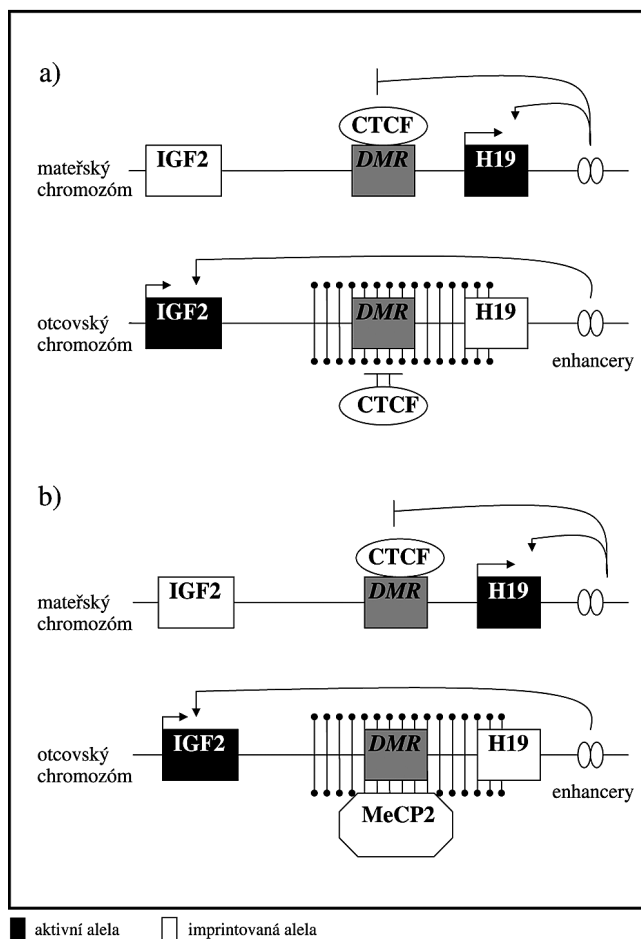 a)
CTCF
IGF2
DMR
H19
mateřský
chromozóm
IGF2
DMR
H19
otcovský
chromozóm
enhancery
CTCF
b)
CTCF
IGF2
DMR
H19
mateřský
chromozóm
IGF2
DMR
H19
otcovský
chromozóm
enhancery
MeCP2
aktivní alela
imprintovaná alela